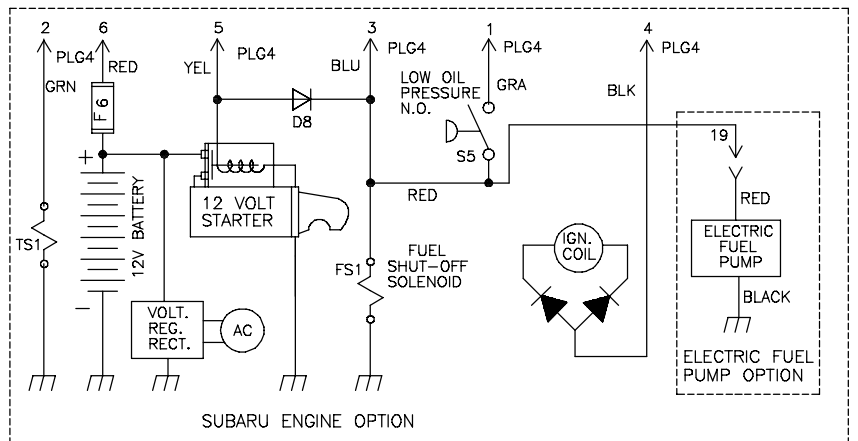 2
6
5
3
1
4
PLG4
PLG4
PLG4
PLG4
PLG4
RED
YEL
BLU
GRN
GRA
BLK
LOW OIL
PRESSURE
N.O.
F6
D8
S5
19
+
12 VOLT
STARTER
RED
RED
TS1
12V BATTERY
IGN.
COIL
ELECTRIC
FUEL
PUMP
FUEL
SHUT-OFF
SOLENOID
FS1
−
BLACK
VOLT.
REG.
RECT.
AC
ELECTRIC FUEL
PUMP OPTION
SUBARU ENGINE OPTION